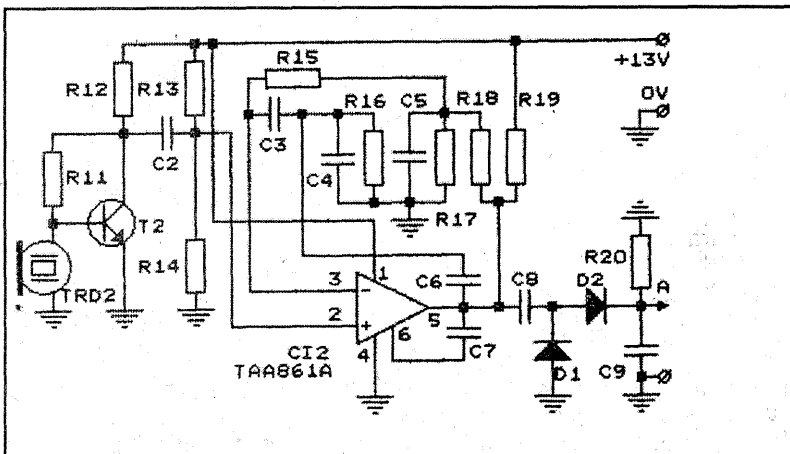 R15
+13V
R12
R13
R16
C5
R18
R19
0V
C3
C2
C4
R11
R17
T2
R14
R20
1
C6
C8
D2
A
TRD2
3
-
2
+
5
6
4
C7
CI2
TAA861A
D1
C9